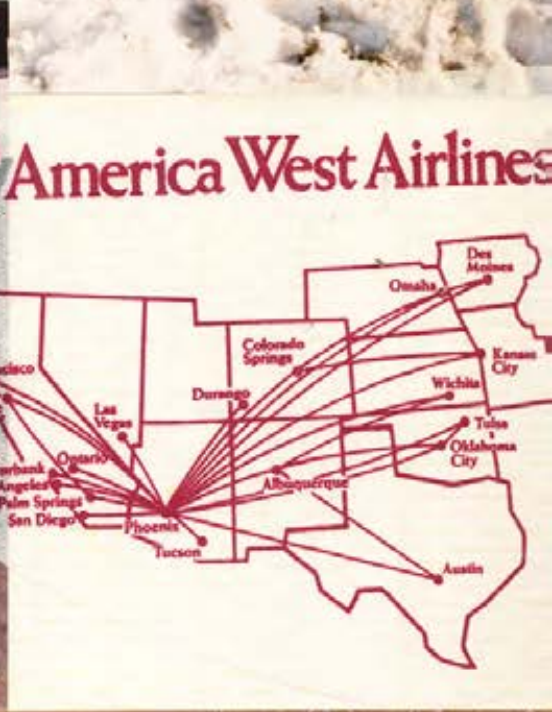 America West Airlines
Des
Moines
Omaha
Colorado
Springs
Kansas
City
Durango
Wichita
Las
Vegas
Tulsa
Ontario
Oklahoma
City
Albuquerque
Palm Springs
San Diego
Phoenix
Tucson
Austin